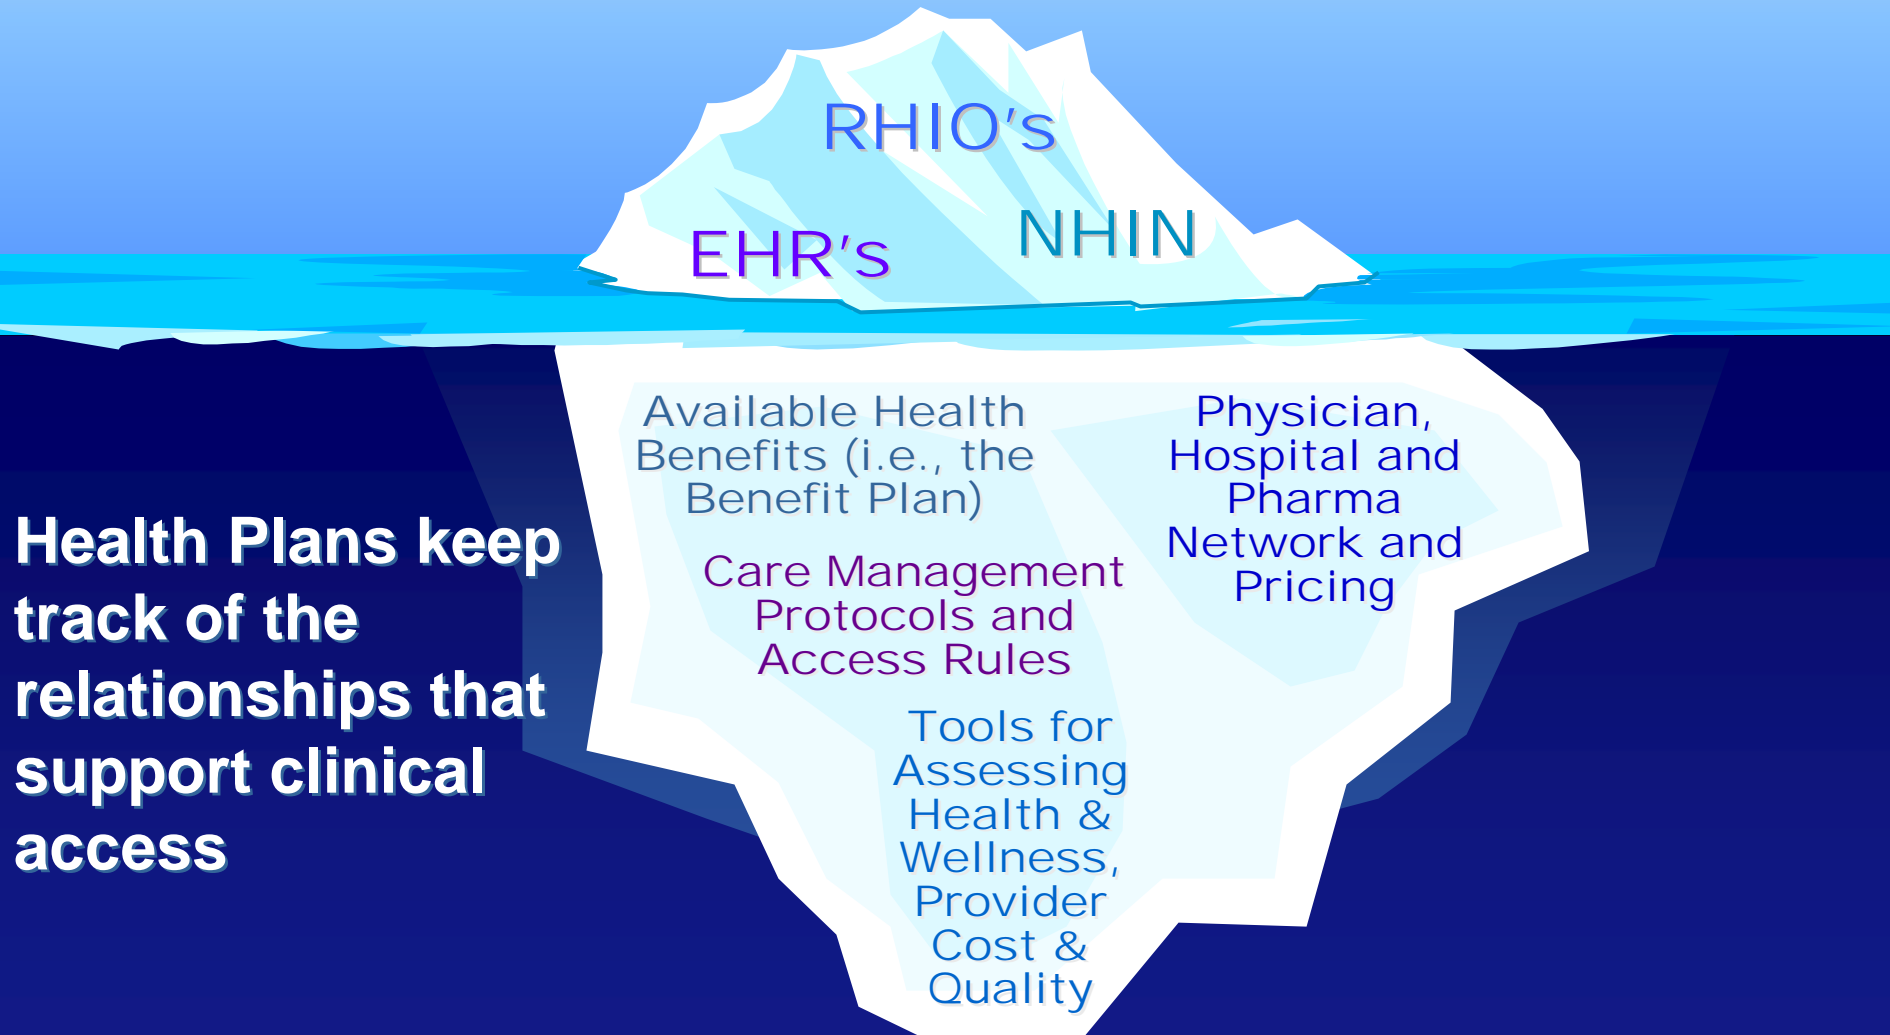 RHIO's
NHIN
EHR's
Available Health
Benefits (i.e., the
Benefit Plan)
Physician,
Hospital and
Pharma
Network and
Pricing
Care Management
Protocols and
Access Rules
Tools for
Assessing
Health &
Wellness,
Provider
Cost &
Quality
Health Plans keep
track of the
relationships that
support clinical
access